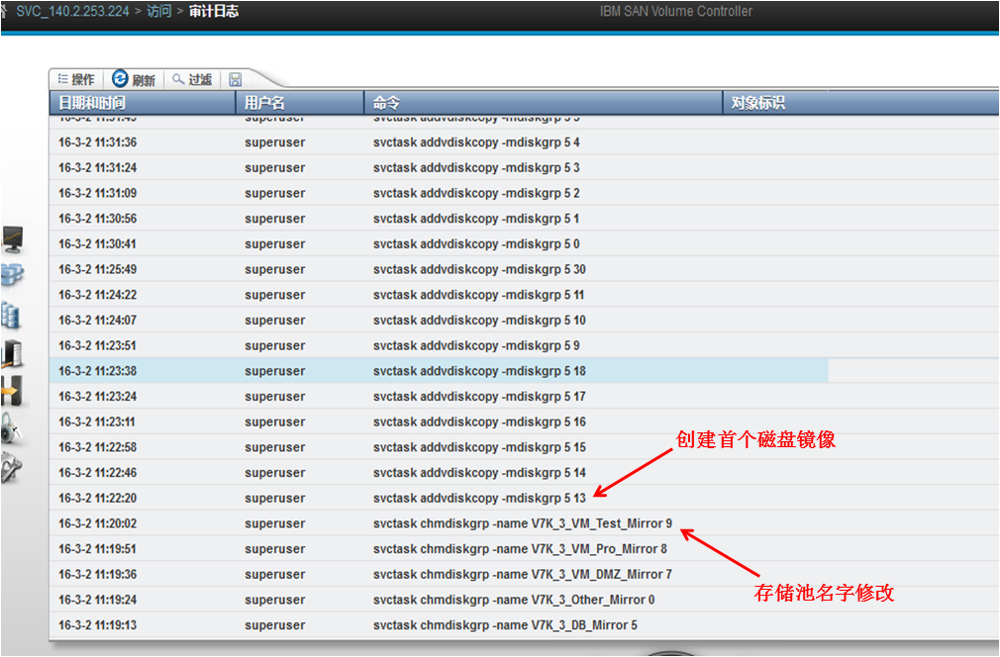 SVC_140.2.253.224 > 访问 > 审计日志
IBM SAN Volume Controller
操作 刷新 过滤
日期和时间 用户名 命令 对象标识
superuser svctask addvdiskcopy -mdiskgrp 5
16-3-2 11:31:36 superuser svctask addvdiskcopy -mdiskgrp 5 4
16-3-2 11:31:24 superuser svctask addvdiskcopy -mdiskgrp 5 3
16-3-2 11:31:09 superuser svctask addvdiskcopy -mdiskgrp 5 2
16-3-2 11:30:56 superuser svctask addvdiskcopy -mdiskgrp 5 1
16-3-2 11:30:41 superuser svctask addvdiskcopy -mdiskgrp 5 0
16-3-2 11:25:49 superuser svctask addvdiskcopy -mdiskgrp 5 30
16-3-2 11:24:22 superuser svctask addvdiskcopy -mdiskgrp 5 11
16-3-2 11:24:07 superuser svctask addvdiskcopy -mdiskgrp 5 10
16-3-2 11:23:51 superuser svctask addvdiskcopy -mdiskgrp 5 9
16-3-2 11:23:38 superuser svctask addvdiskcopy -mdiskgrp 5 18
16-3-2 11:23:24 superuser svctask addvdiskcopy -mdiskgrp 5 17
16-3-2 11:23:11 superuser svctask addvdiskcopy -mdiskgrp 5 16
16-3-2 11:22:58 superuser svctask addvdiskcopy -mdiskgrp 5 15
创建首个磁盘镜像
16-3-2 11:22:46 superuser svctask addvdiskcopy -mdiskgrp 5 14
16-3-2 11:22:20 superuser svctask addvdiskcopy -mdiskgrp 5 13
16-3-2 11:20:02 superuser svctask chmdiskgrp -name V7K_3_VM_Test_Mirror 9
16-3-2 11:19:51 superuser svctask chmdiskgrp -name V7K_3_VM_Pro_Mirror 8
16-3-2 11:19:36 superuser svctask chmdiskgrp -name V7K_3_VM_DMZ_Mirror 7
存储池名字修改
16-3-2 11:19:24 superuser svctask chmdiskgrp -name V7K_3_Other_Mirror 0
16-3-2 11:19:13 superuser svctask chmdiskgrp -name V7K_3_DB_Mirror 5